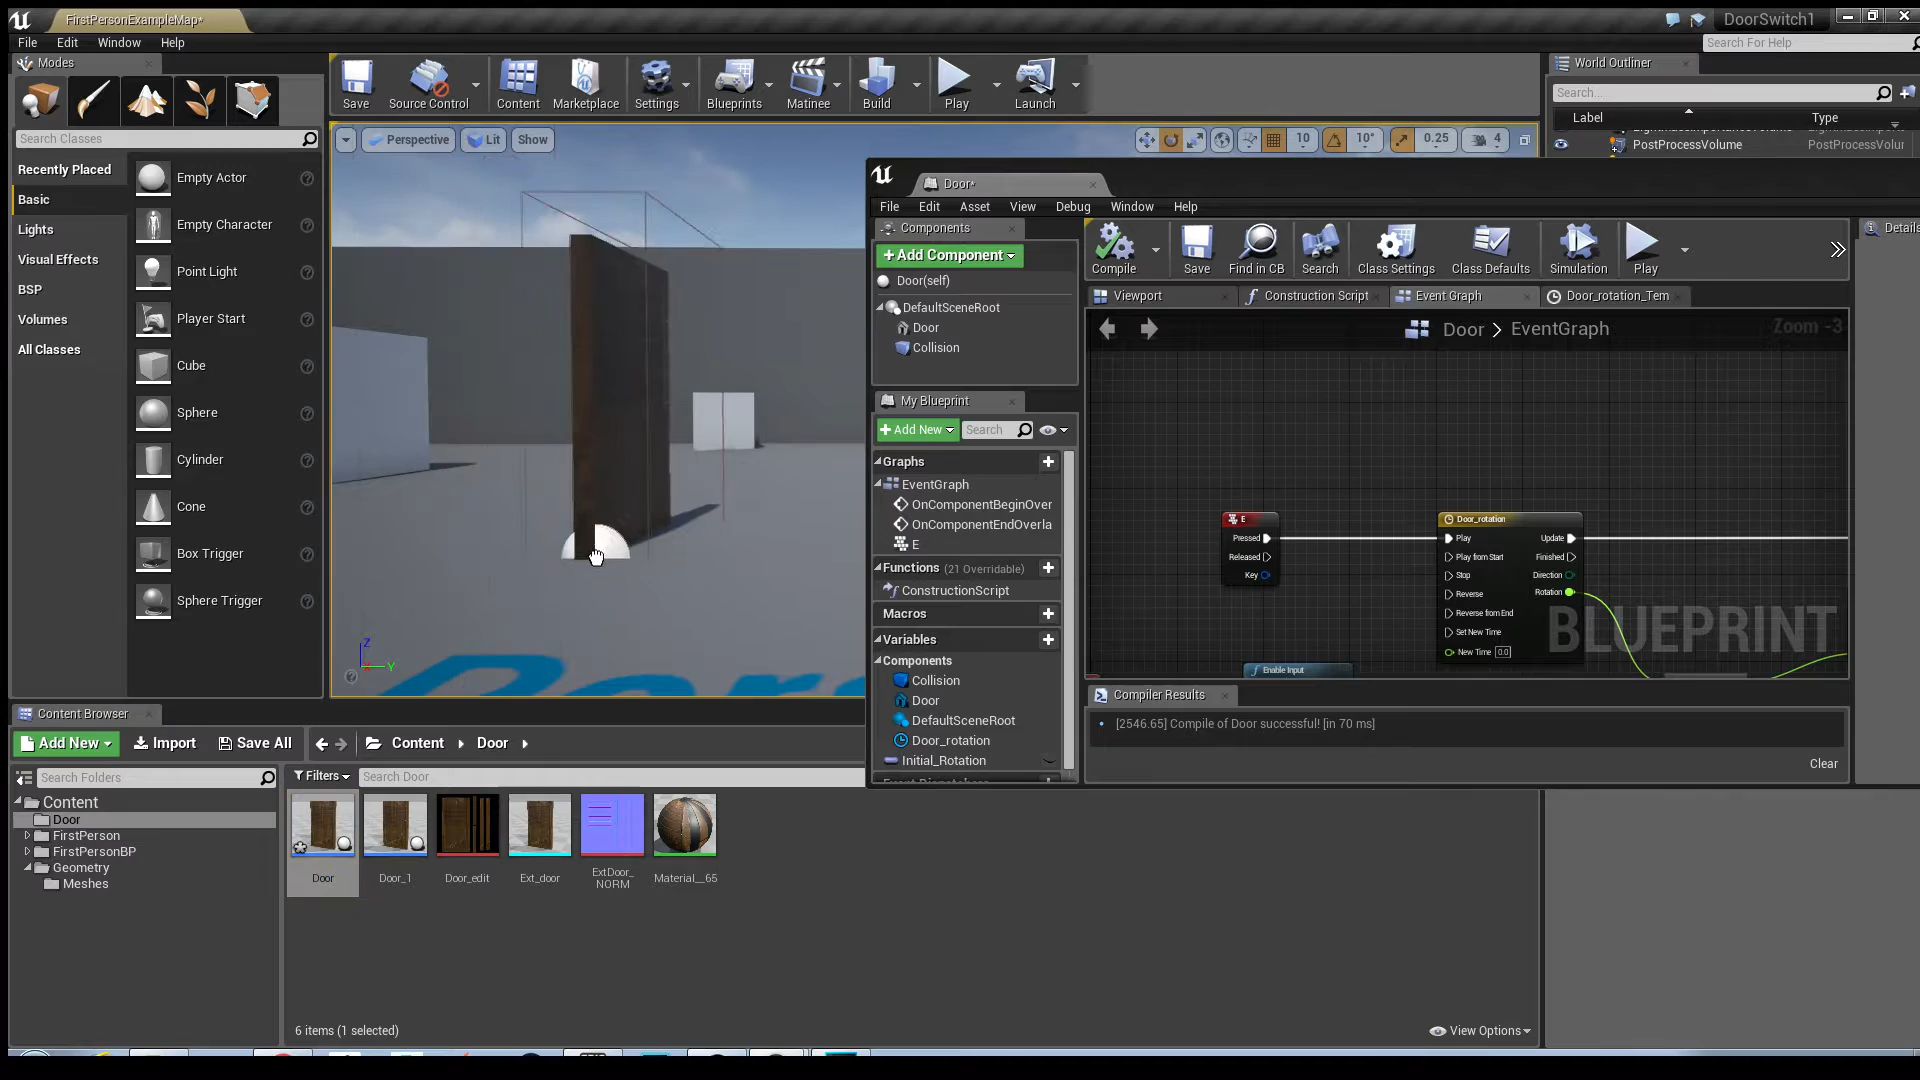 FirstPersonExampleMap*
DoorSwitch1
File Edit Window Help
Search For Help
Modes
Search Classes
Recently Placed
Basic
Lights
Visual Effects
BSP
Volumes
All Classes
Empty Actor
Empty Character
Point Light
Player Start
Cube
Sphere
Cylinder
Cone
Box Trigger
Sphere Trigger
Save Source Control Content Marketplace Settings Blueprints Matinee Build Play Launch
Perspective Lit Show
10 10° 0.25 4
Z
Y
World Outliner
Search...
Label Type
PostProcessVolume PostProcessVolur
Door*
File Edit Asset View Debug Window Help
Components
+Add Component
Door(self)
DefaultSceneRoot
Door
Collision
My Blueprint
+Add New Search
Graphs
EventGraph
OnComponentBeginOver
OnComponentEndOverla
E
Functions (21 Overridable)
ConstructionScript
Macros
Variables
Components
Collision
Door
DefaultSceneRoot
Door_rotation
Initial_Rotation
Compile Save Find in CB Search Class Settings Class Defaults Simulation Play
Details
Viewport Construction Script Event Graph Door_rotation_Tem
Door > EventGraph
Zoom -3
E
Pressed
Released
Key
Door_rotation
Play Update
Play from Start Finished
Stop Direction
Reverse Rotation
Reverse from End
Set New Time
New Time 0.0
Enable Input
BLUEPRINT
Compiler Results
[2546.65] Compile of Door successful! [in 70 ms]
Clear
Content Browser
Add New Import Save All Content Door
Search Folders
Filters Search Door
Content
Door
FirstPerson
FirstPersonBP
Geometry
Meshes
Door
Door_1
Door_edit
Ext_door
ExtDoor_
NORM
Material__65
6 items (1 selected)
View Options